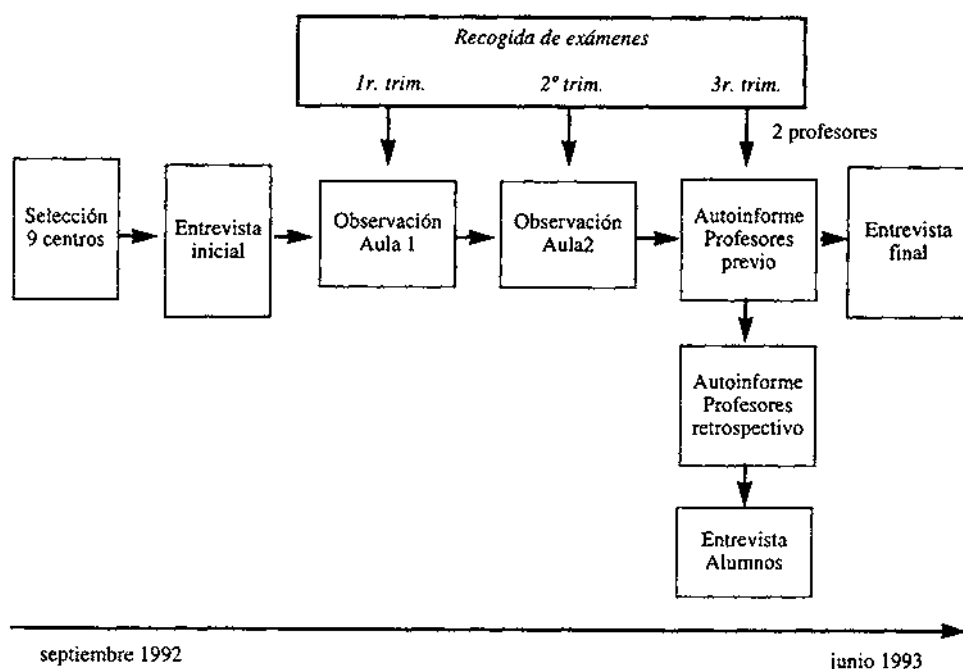 Recogida de exámenes
1r. trim. 2º trim. 3r. trim.
2 profesores
Selección
9 centros
Entrevista
inicial
Observación
Aula 1
Observación
Aula2
Autoinforme
Profesores
previo
Entrevista
final
Autoinforme
Profesores
retrospectivo
Entrevista
Alumnos
septiembre 1992
junio 1993